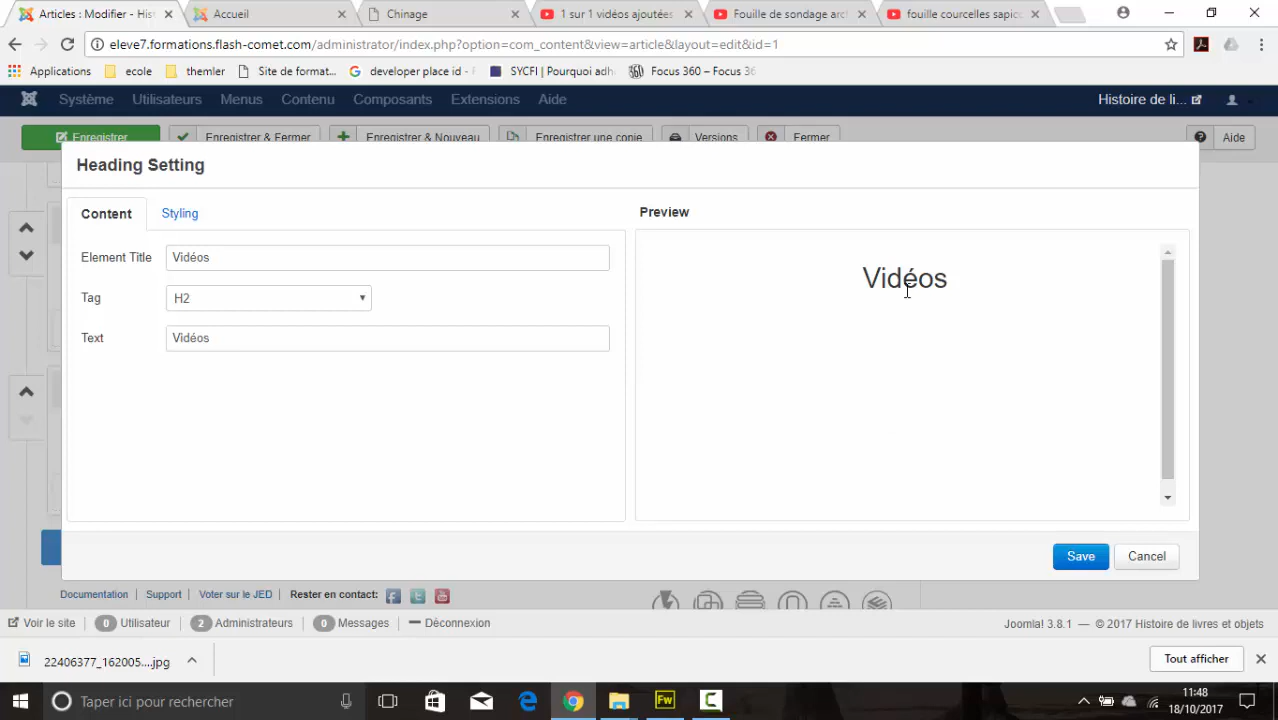 Articles : Modifier - His
Accueil
Chinage
1 sur 1 vidéos ajoutées
Fouille de sondage arc
fouille courcelles sapic
eleve7.formations.flash-comet.com/administrator/index.php?option=com_content&view=article&layout=edit&id=1
Applications
ecole
themler
Site de format...
developer place id -
SYCFI | Pourquoi adh
Focus 360 – Focus 36
Système
Utilisateurs
Menus
Contenu
Composants
Extensions
Aide
Histoire de li...
Enregistrer
Enregistrer & Fermer
Enregistrer & Nouveau
Enregistrer une copie
Versions
Fermer
Aide
Heading Setting
Content
Styling
Preview
Element Title
Vidéos
Tag
H2
Text
Vidéos
Vidéos
Save
Cancel
Documentation
Support
Voter sur le JED
Rester en contact:
Voir le site
0 Utilisateur
2 Administrateurs
0 Messages
Déconnexion
Joomla! 3.8.1 — © 2017 Histoire de livres et objets
22406377_162005....jpg
Tout afficher
Taper ici pour rechercher
Fw
11:48
18/10/2017